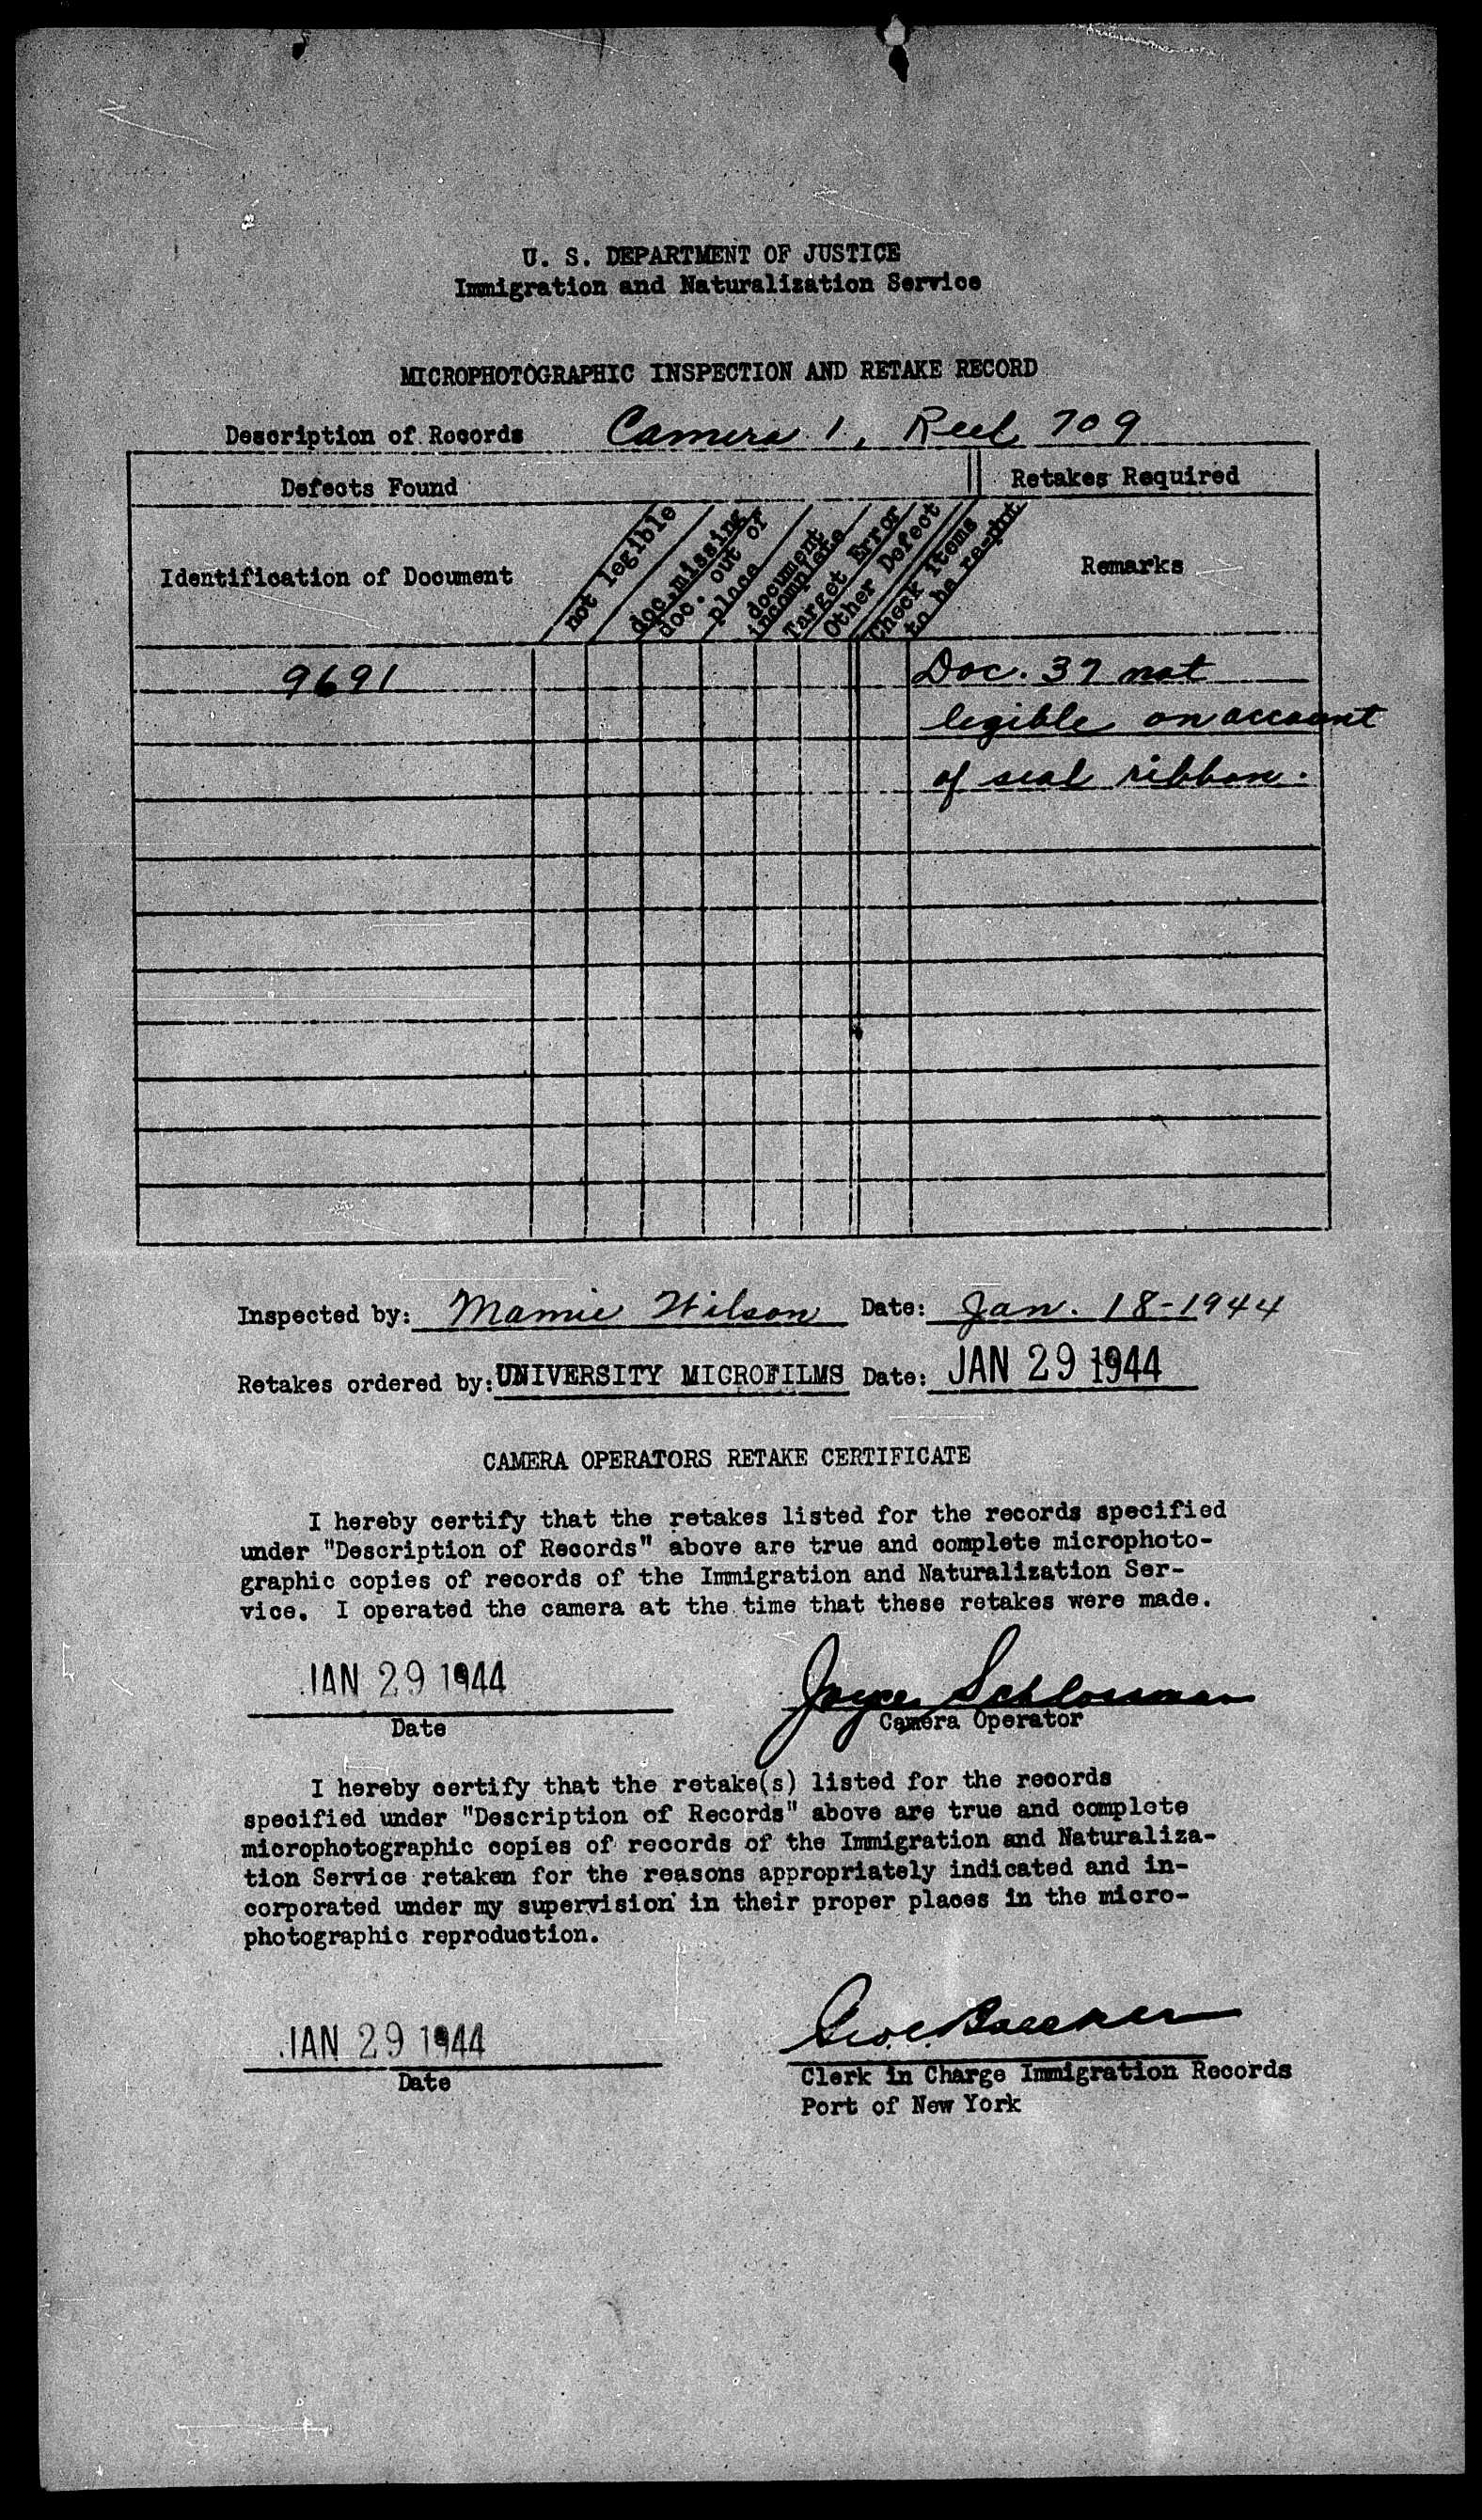 U. S. DEPARTMENT OF JUSTICE
Immigration and Naturalization Service
MICROPHOTOGRAPHIC INSPECTION AND RETAKE RECORD
Description of Records Camera 1, Reel 709
Defects Found
Retakes Required
Identification of Document
not legible
doc. missing
doc. out of
place
document
incomplete
Target Error
Other Defect
Check items
to be re-pht.
Remarks
9691
Doc. 37 not
legible on account
of seal ribbon.
Inspected by: Mamie Wilson Date: Jan. 18-1944
Retakes ordered by: UNIVERSITY MICROFILMS Date: JAN 29 1944
CAMERA OPERATORS RETAKE CERTIFICATE
I hereby certify that the retakes listed for the records specified
under "Description of Records" above are true and complete microphoto-
graphic copies of records of the Immigration and Naturalization Ser-
vice. I operated the camera at the time that these retakes were made.
JAN 29 1944
Joyce Schlossman
Date
Camera Operator
I hereby certify that the retake(s) listed for the records
specified under "Description of Records" above are true and complete
microphotographic copies of records of the Immigration and Naturaliza-
tion Service retaken for the reasons appropriately indicated and in-
corporated under my supervision in their proper places in the micro-
photographic reproduction.
JAN 29 1944
Date
Clerk in Charge Immigration Records
Port of New York